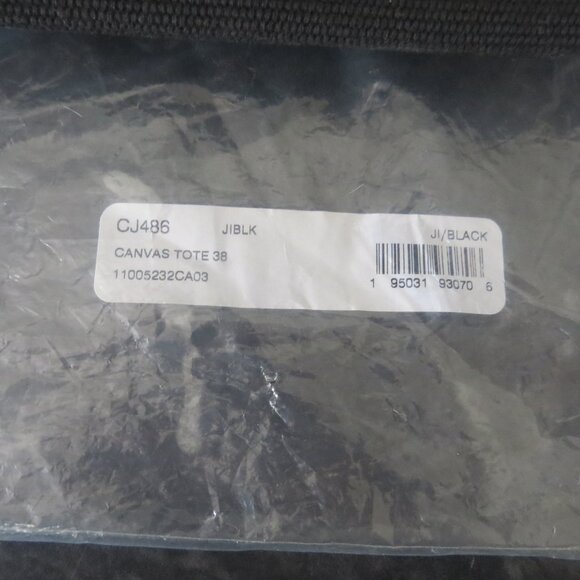 CJ486 JIBLK JI/BLACK
CANVAS TOTE 38
11005232CA03
1 95031 93070 6